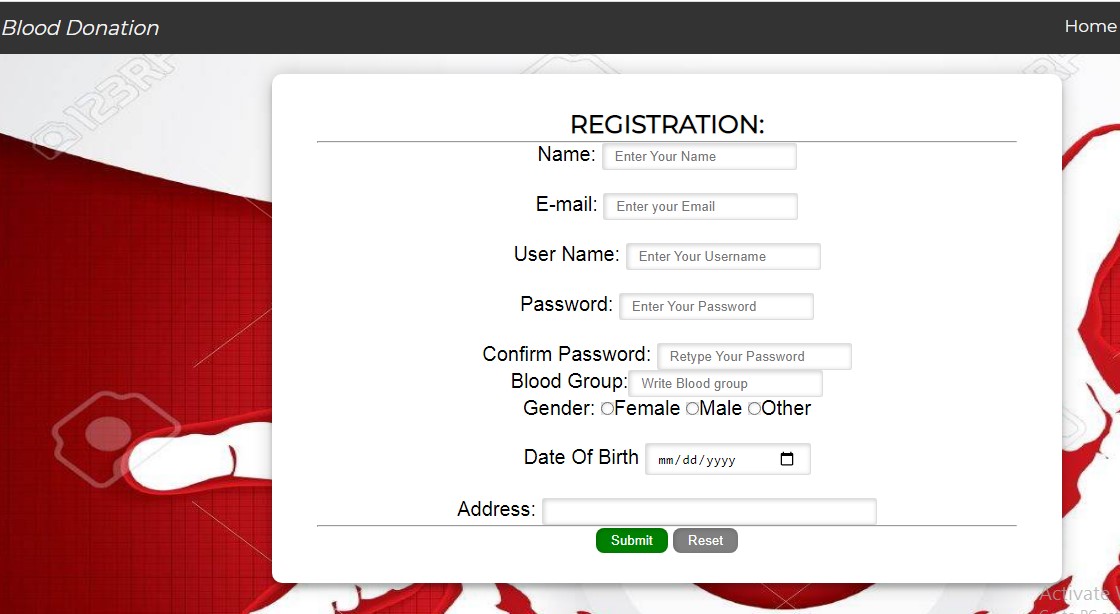 Blood Donation
Home
123RF
REGISTRATION:
Name: Enter Your Name
E-mail: Enter your Email
User Name: Enter Your Username
Password: Enter Your Password
Confirm Password: Retype Your Password
Blood Group: Write Blood group
Gender: Female Male Other
Date Of Birth mm/dd/yyyy
Address:
Submit Reset
Activate